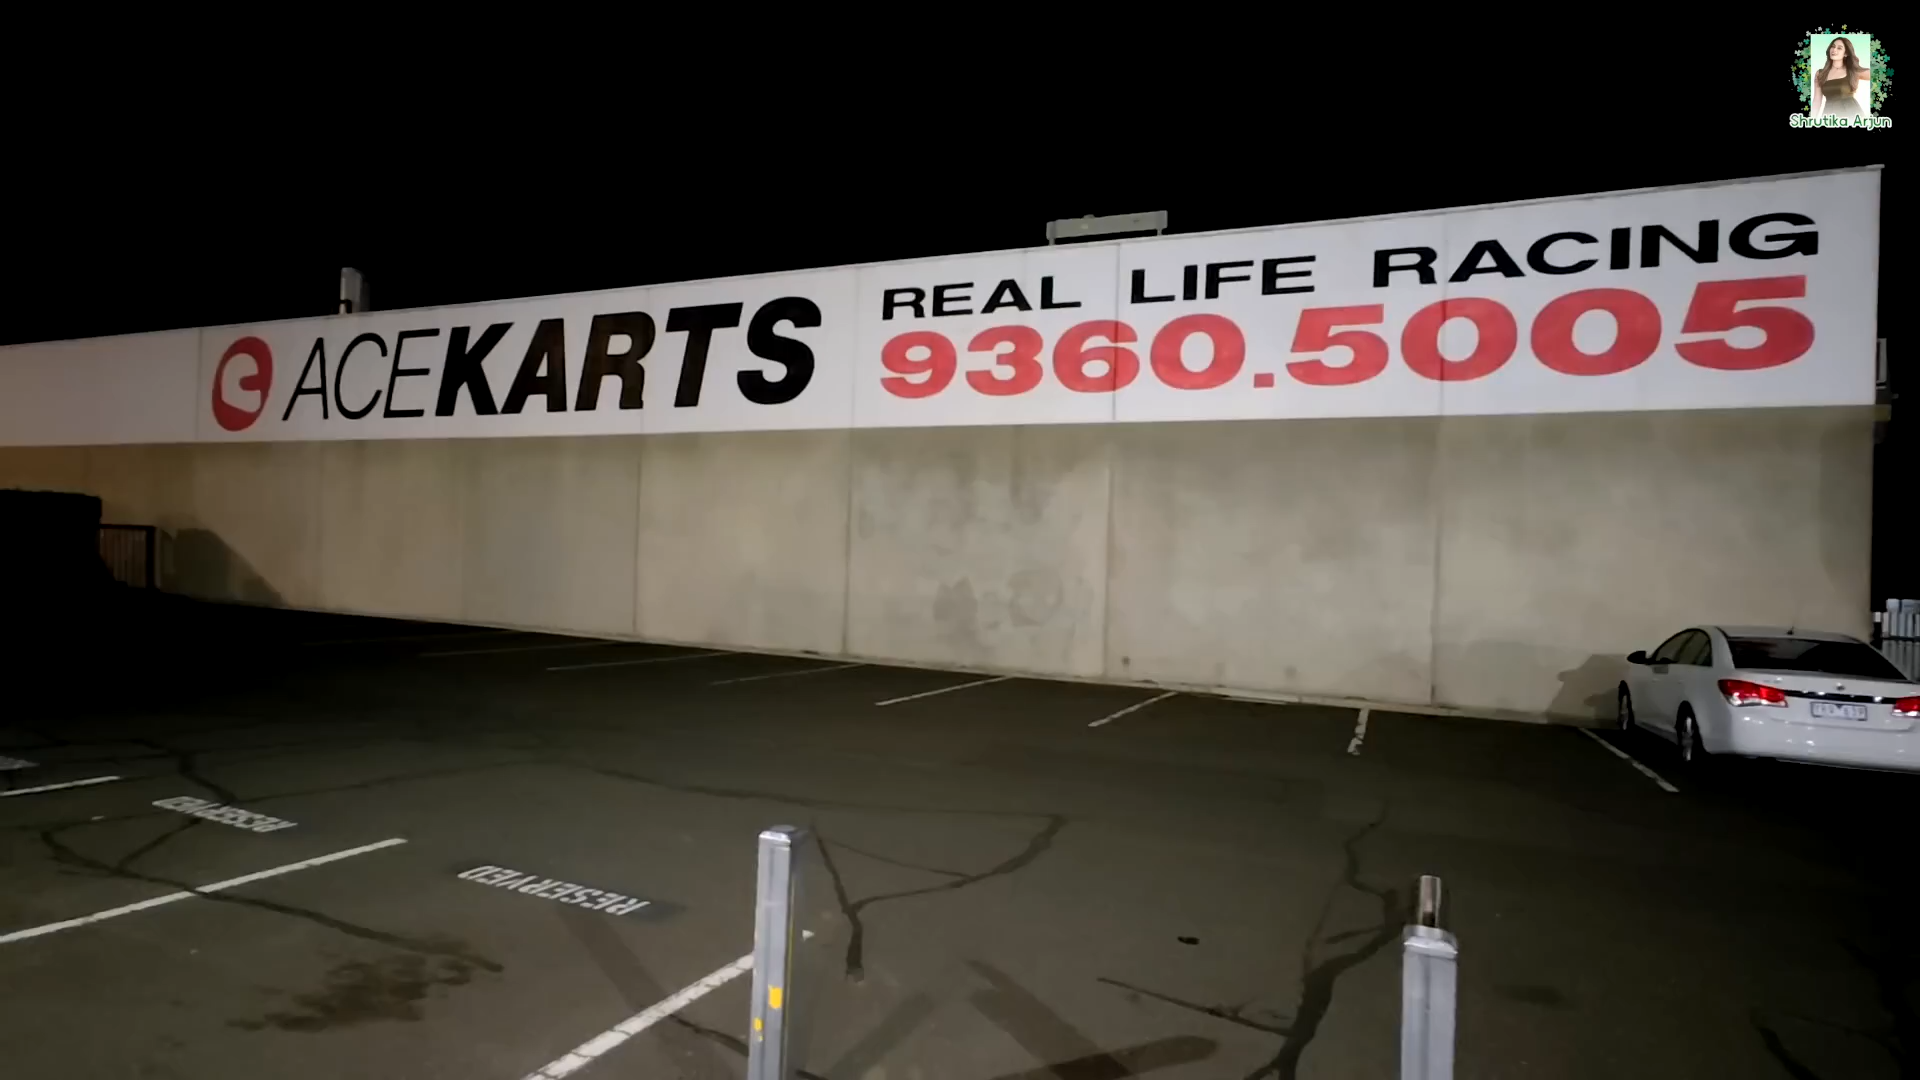 Shrutika Arjun
ACEKARTS
REAL LIFE RACING
9360.5005
RESERVED
RESERVED